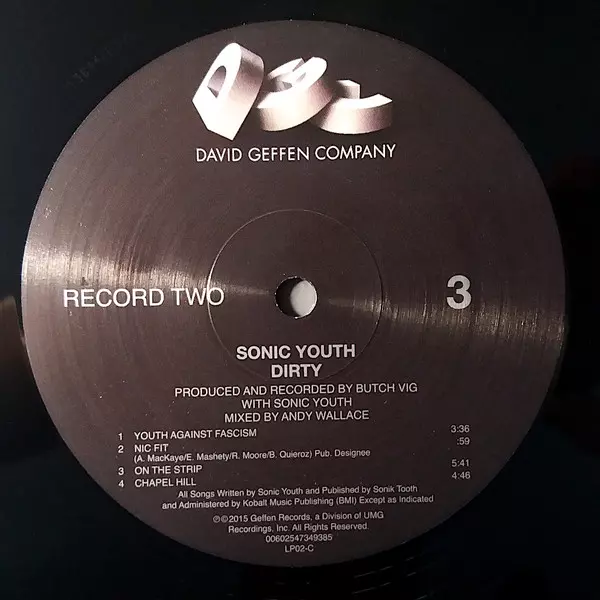 DGC
DAVID GEFFEN COMPANY
RECORD TWO 3
SONIC YOUTH
DIRTY
PRODUCED AND RECORDED BY BUTCH VIG
WITH SONIC YOUTH
MIXED BY ANDY WALLACE
1 YOUTH AGAINST FASCISM 3:36
2 NIC FIT :59
(A. MacKaye/E. Mashety/R. Moore/B. Quieroz) Pub. Designee
3 ON THE STRIP 5:41
4 CHAPEL HILL 4:46
All Songs Written by Sonic Youth and Published by Sonik Tooth
and Administered by Kobalt Music Publishing (BMI) Except as Indicated
℗©2015 Geffen Records, a Division of UMG
Recordings, Inc. All Rights Reserved.
00602547349385
LP02-C